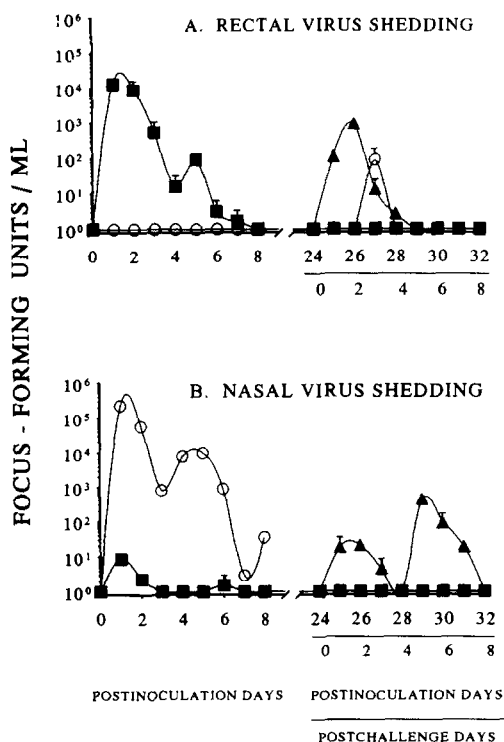 FOCUS - FORMING UNITS / ML
A. RECTAL VIRUS SHEDDING
10⁶
10⁵
10⁴
10³
10²
10¹
10⁰
0 2 4 6 8 24 26 28 30 32
0 2 4 6 8
B. NASAL VIRUS SHEDDING
10⁶
10⁵
10⁴
10³
10²
10¹
10⁰
0 2 4 6 8 24 26 28 30 32
0 2 4 6 8
POSTINOCULATION DAYS POSTINOCULATION DAYS
POSTCHALLENGE DAYS